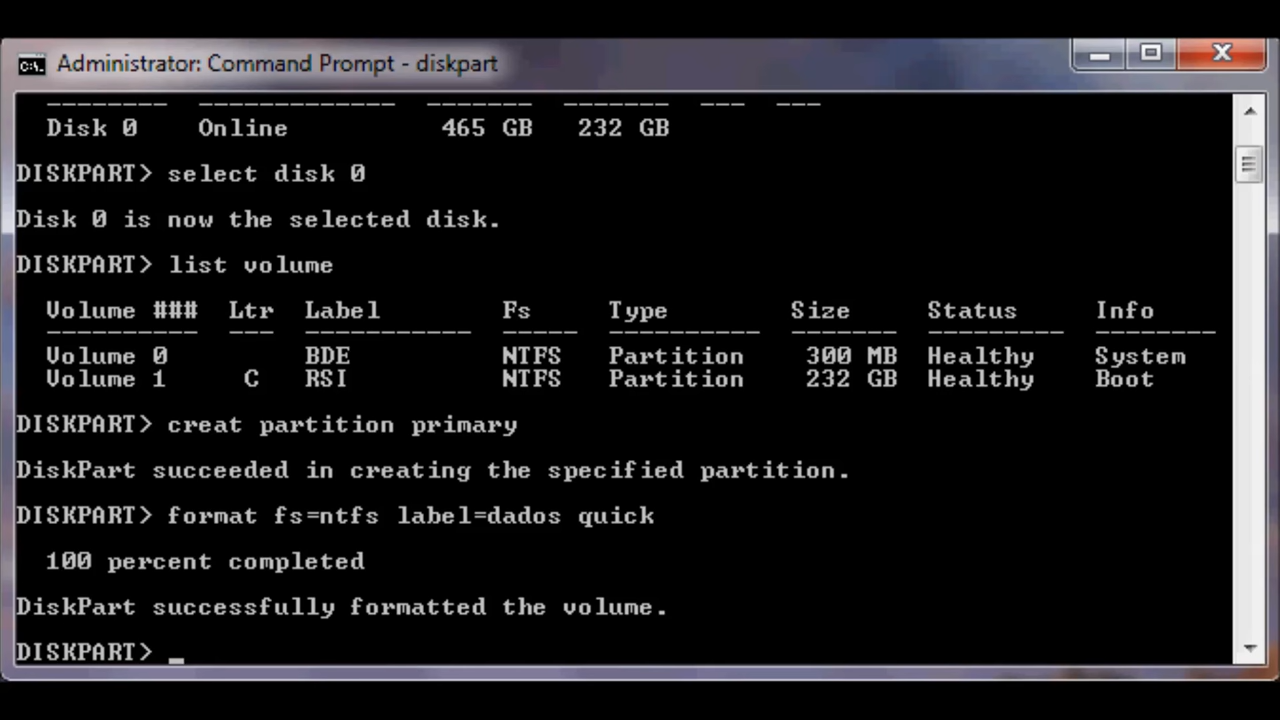 Administrator: Command Prompt - diskpart
-------- ------------- ------- ------- --- ---
Disk 0 Online 465 GB 232 GB
DISKPART> select disk 0
Disk 0 is now the selected disk.
DISKPART> list volume
Volume ### Ltr Label Fs Type Size Status Info
---------- --- ----------- ----- ---------- ------- --------- --------
Volume 0 BDE NTFS Partition 300 MB Healthy System
Volume 1 C RSI NTFS Partition 232 GB Healthy Boot
DISKPART> creat partition primary
DiskPart succeeded in creating the specified partition.
DISKPART> format fs=ntfs label=dados quick
100 percent completed
DiskPart successfully formatted the volume.
DISKPART> _